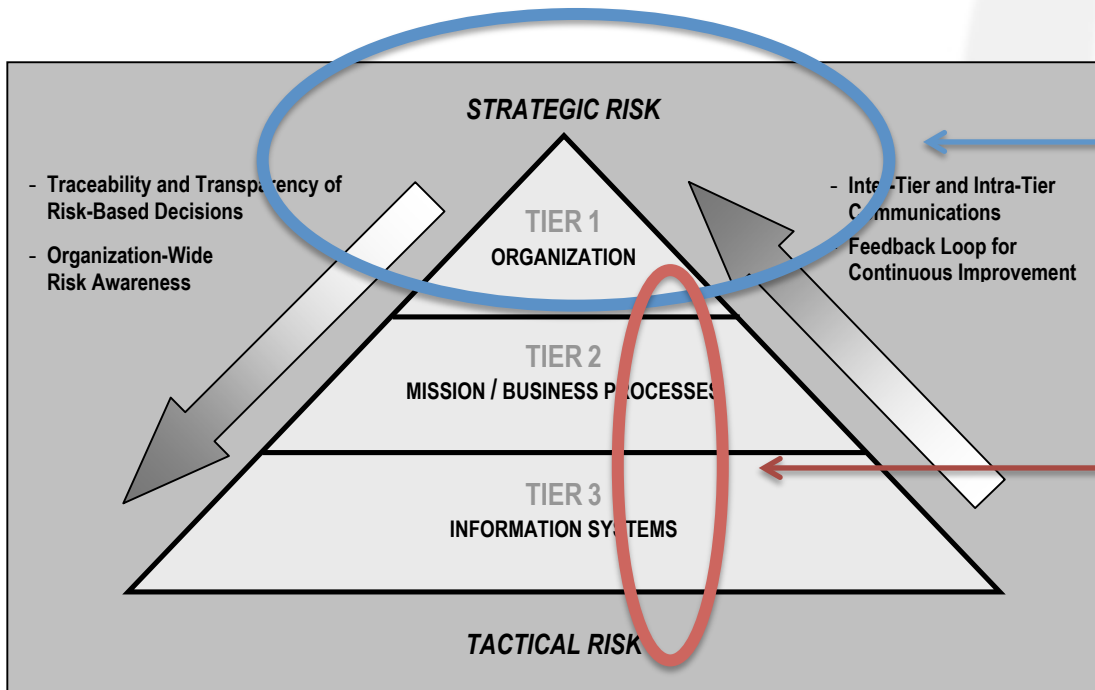 STRATEGIC RISK
- Traceability and Transparency of
Risk-Based Decisions
- Organization-Wide
Risk Awareness
- Inter-Tier and Intra-Tier
Communications
- Feedback Loop for
Continuous Improvement
TIER 1
ORGANIZATION
TIER 2
MISSION / BUSINESS PROCESSES
TIER 3
INFORMATION SYSTEMS
TACTICAL RISK